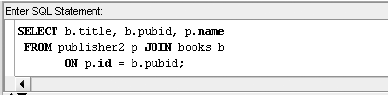 Enter SQL Statement:
SELECT b.title, b.pubid, p.name
FROM publisher2 p JOIN books b
ON p.id = b.pubid;